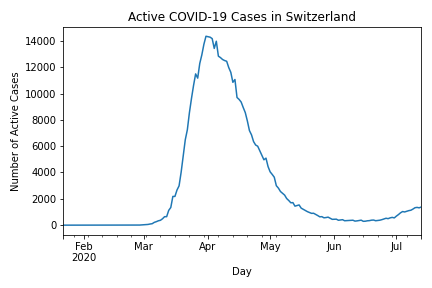 Active COVID-19 Cases in Switzerland
14000
12000
10000
8000
6000
4000
2000
0
Number of Active Cases
Feb Mar Apr May Jun Jul
2020
Day